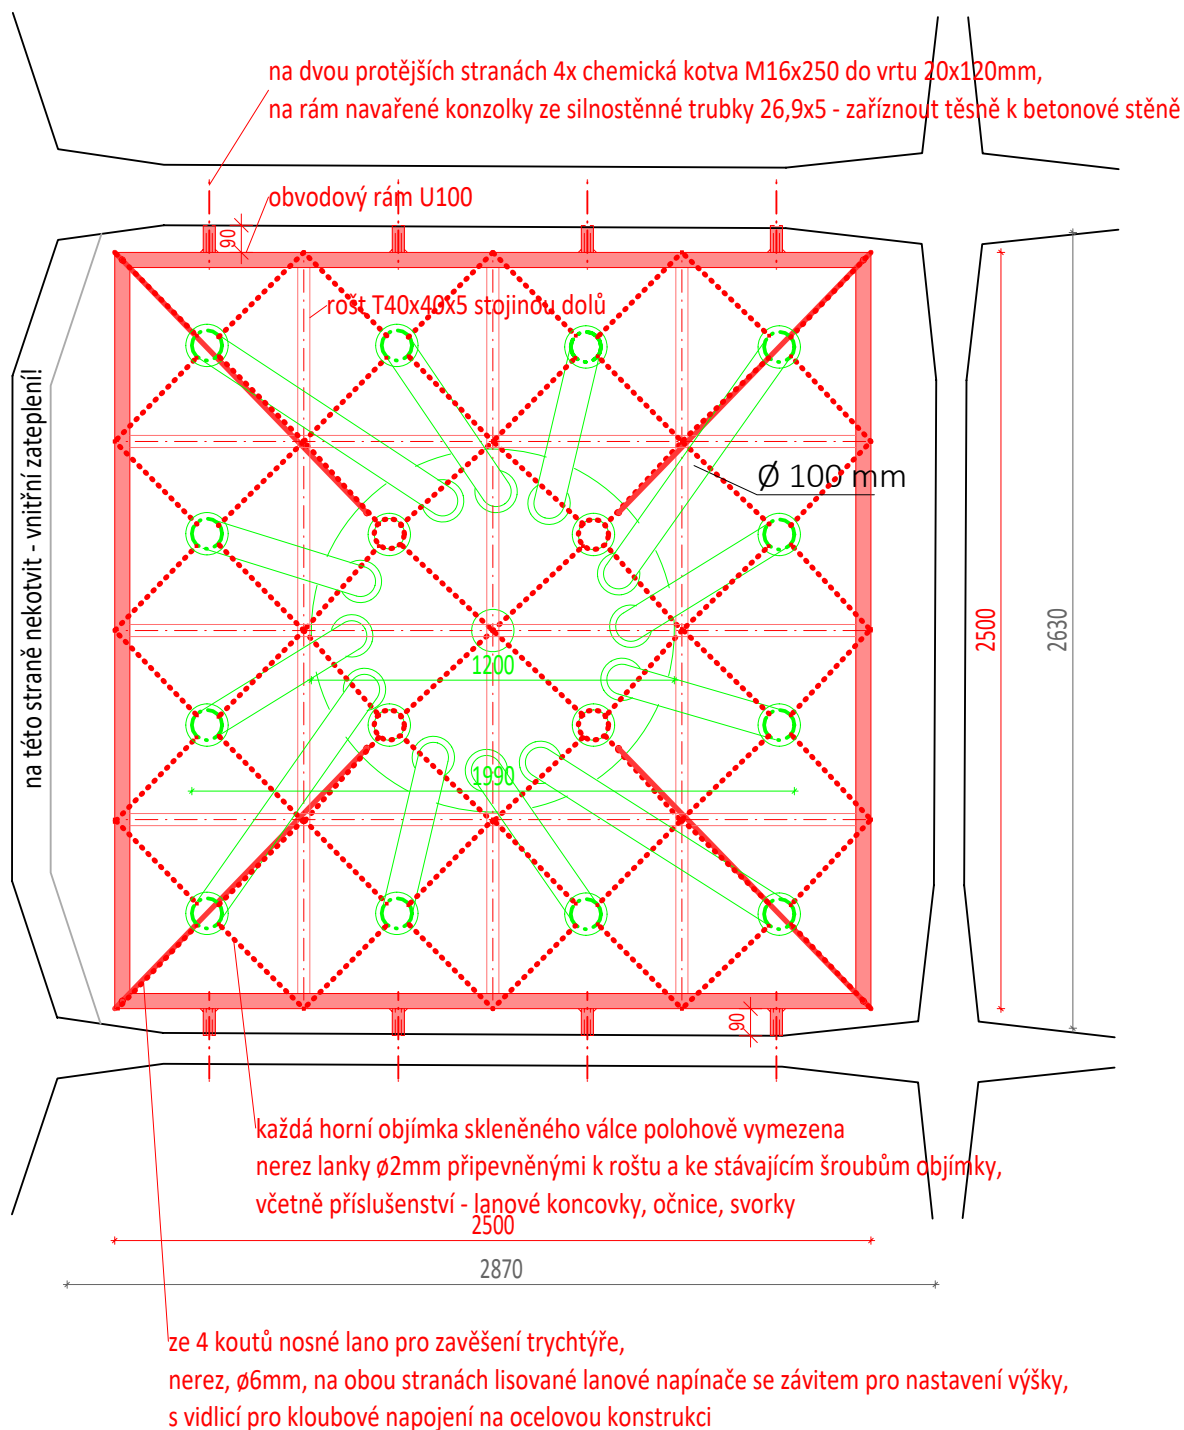 na dvou protějších stranách 4x chemická kotva M16x250 do vrtu 20x120mm,
na rám navařené konzolky ze silnostěnné trubky 26,9x5 - zaříznout těsně k betonové stěně
obvodový rám U100
90
rošt T40x40x5 stojinou dolů
na této straně nekotvit - vnitřní zateplení!
Ø 100 mm
2500
2630
1200
1990
90
každá horní objímka skleněného válce polohově vymezena
nerez lanky ø2mm připevněnými k roštu a ke stávajícím šroubům objímky,
včetně příslušenství - lanové koncovky, očnice, svorky
2500
2870
ze 4 koutů nosné lano pro zavěšení trychtýře,
nerez, ø6mm, na obou stranách lisované lanové napínače se závitem pro nastavení výšky,
s vidlicí pro kloubové napojení na ocelovou konstrukci